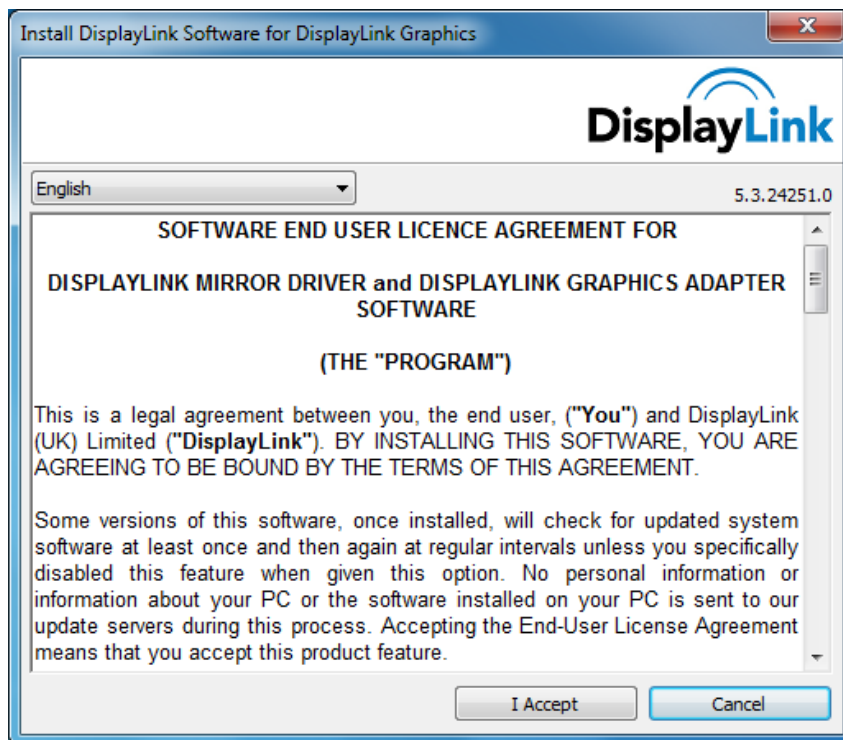 Install DisplayLink Software for DisplayLink Graphics
DisplayLink
English
5.3.24251.0
SOFTWARE END USER LICENCE AGREEMENT FOR
DISPLAYLINK MIRROR DRIVER and DISPLAYLINK GRAPHICS ADAPTER
SOFTWARE
(THE "PROGRAM")
This is a legal agreement between you, the end user, ("You") and DisplayLink
(UK) Limited ("DisplayLink"). BY INSTALLING THIS SOFTWARE, YOU ARE
AGREEING TO BE BOUND BY THE TERMS OF THIS AGREEMENT.
Some versions of this software, once installed, will check for updated system
software at least once and then again at regular intervals unless you specifically
disabled this feature when given this option. No personal information or
information about your PC or the software installed on your PC is sent to our
update servers during this process. Accepting the End-User License Agreement
means that you accept this product feature.
I Accept
Cancel